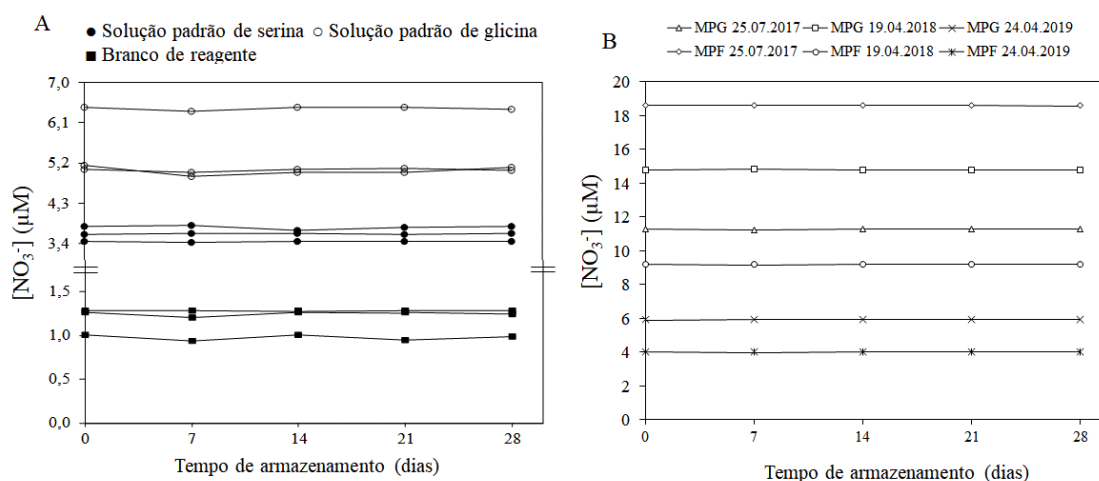 A
● Solução padrão de serina ○ Solução padrão de glicina
■ Branco de reagente
7,0
6,1
5,2
4,3
3,4
1,5
1,0
0,5
0,0
[NO₃⁻] (µM)
0 7 14 21 28
Tempo de armazenamento (dias)
B
MPG 25.07.2017 MPG 19.04.2018 MPG 24.04.2019
MPF 25.07.2017 MPF 19.04.2018 MPF 24.04.2019
20
18
16
14
12
10
8
6
4
2
0
[NO₃⁻] (µM)
0 7 14 21 28
Tempo de armazenamento (dias)